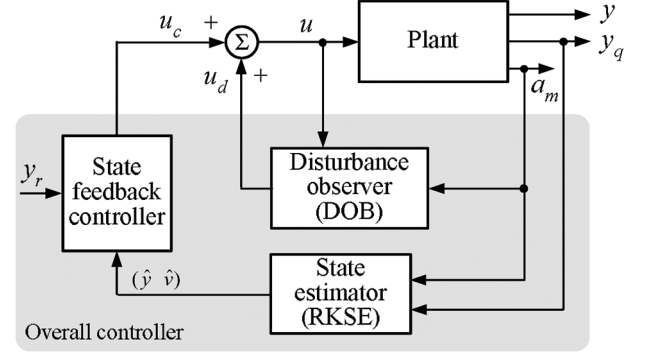 u_c + u y
Σ Plant y_q
u_d + a_m
y_r State
feedback
controller
Disturbance
observer
(DOB)
(ŷ v̂)
State
estimator
(RKSE)
Overall controller